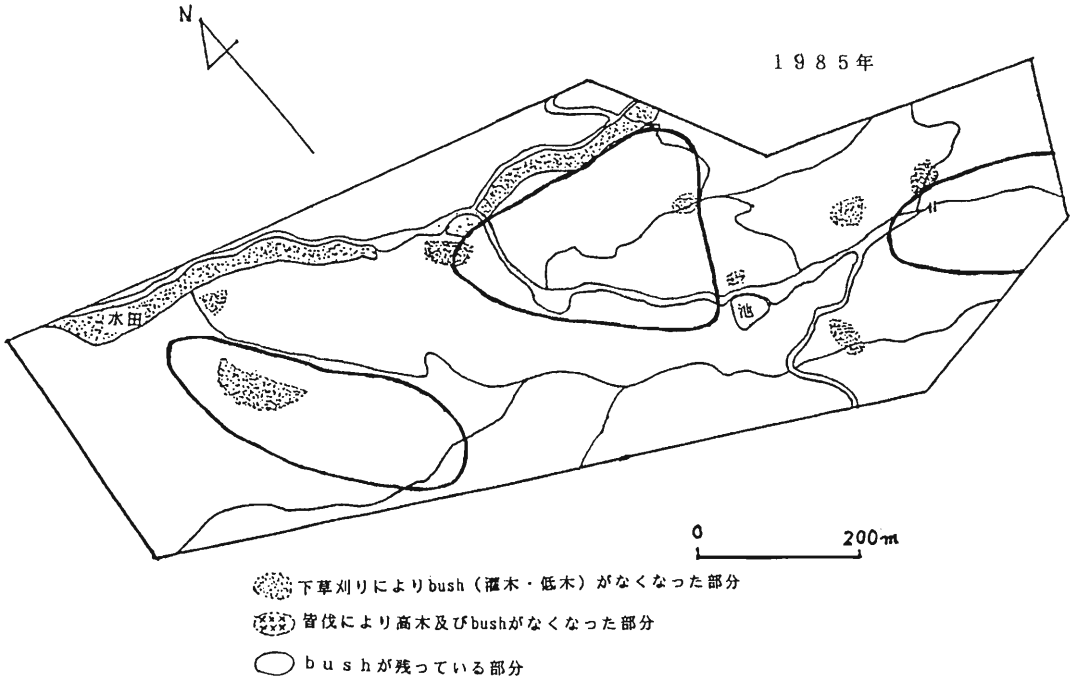 N
1985年
水田
池
0 200m
下草刈りによりbush(灌木・低木)がなくなった部分
皆伐により高木及びbushがなくなった部分
bushが残っている部分